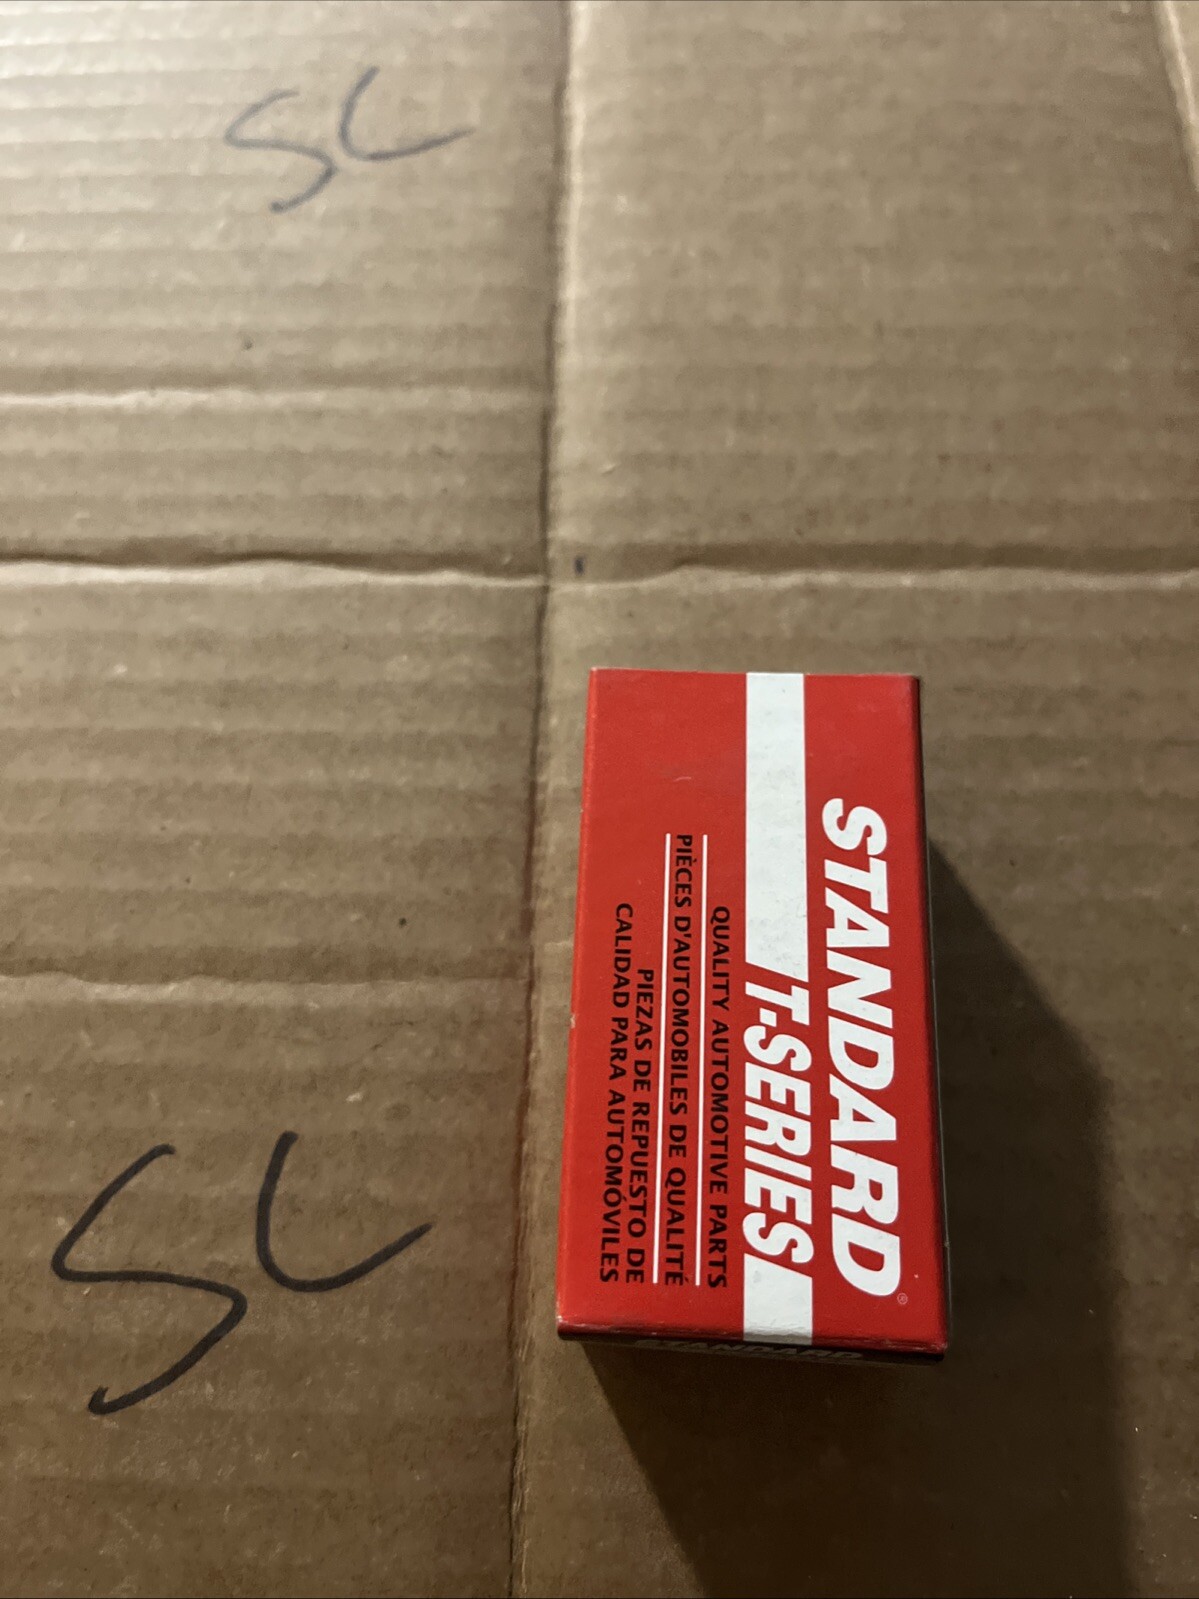 SL
STANDARD®
T-SERIES
QUALITY AUTOMOTIVE PARTS
PIÈCES D'AUTOMOBILES DE QUALITÉ
PIEZAS DE REPUESTO DE
CALIDAD PARA AUTOMÓVILES
STANDARD
SL